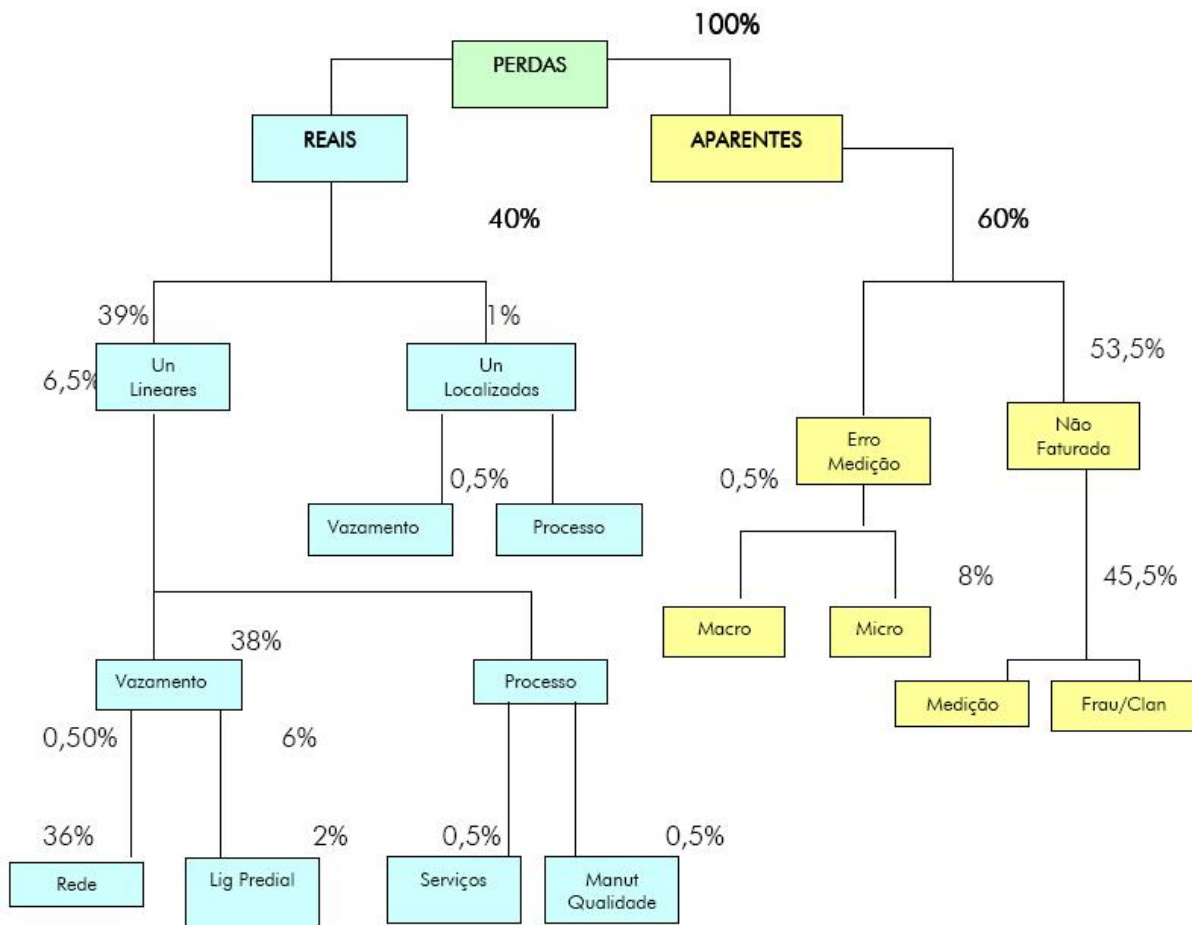 100%
PERDAS
REAIS
APARENTES
40%
60%
39%
1%
Un
Lineares
6,5%
Un
Localizadas
53,5%
Não
Faturada
Erro
Medição
0,5%
0,5%
Vazamento
Processo
8%
45,5%
Macro
Micro
38%
Vazamento
Processo
Medição
Frau/Clan
0,50%
6%
36%
2%
0,5%
0,5%
Rede
Lig Predial
Serviços
Manut
Qualidade